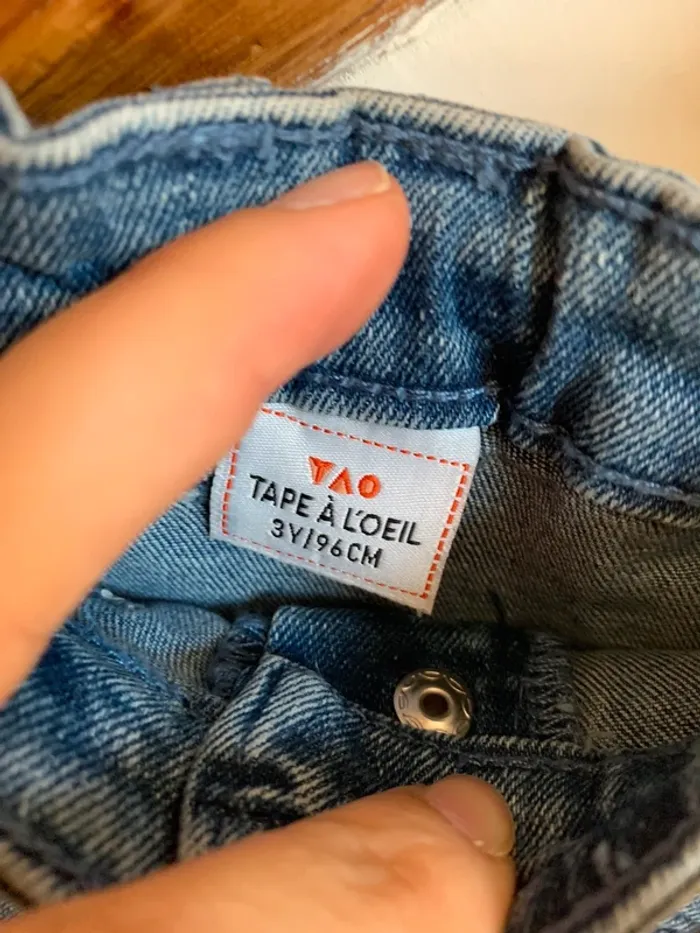 TAO
TAPE À L'OEIL
3Y/96CM